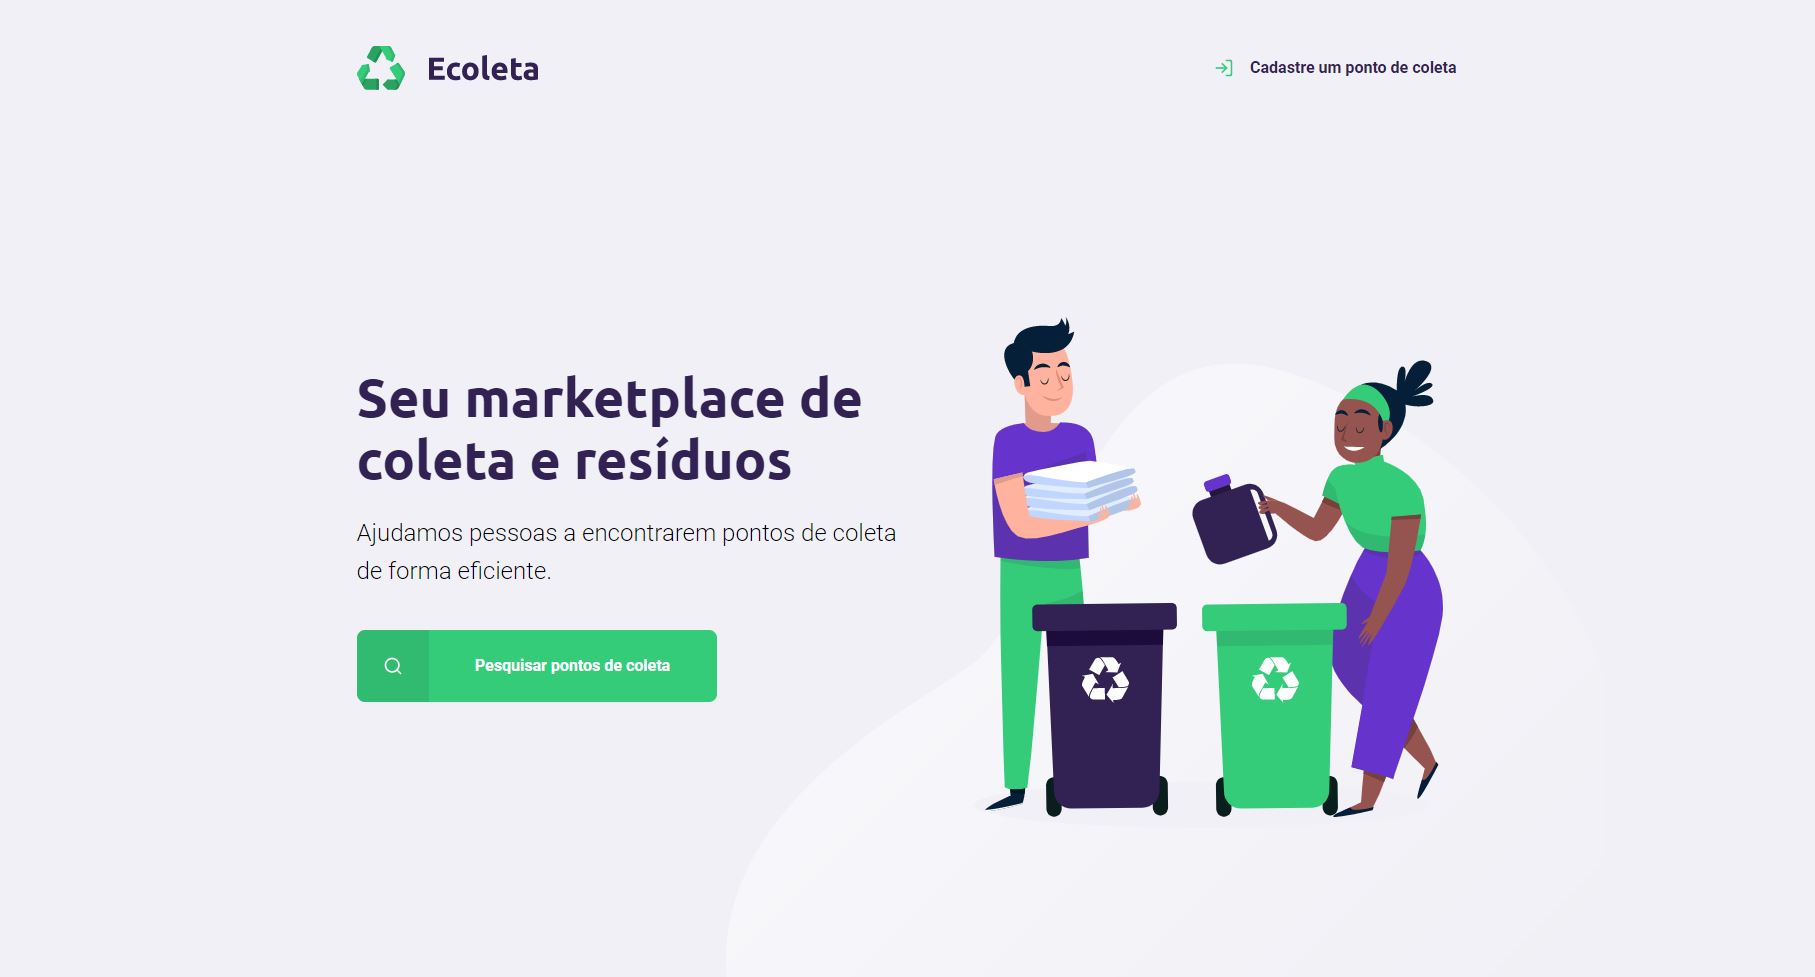 Ecoleta
Cadastre um ponto de coleta
Seu marketplace de
coleta e resíduos
Ajudamos pessoas a encontrarem pontos de coleta
de forma eficiente.
Pesquisar pontos de coleta